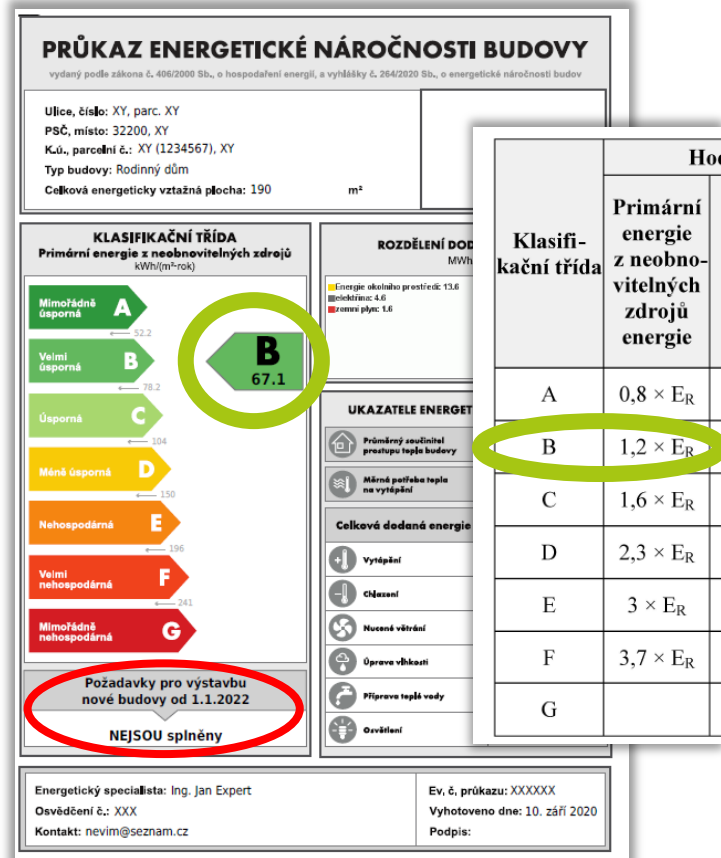 PRŮKAZ ENERGETICKÉ NÁROČNOSTI BUDOVY
vydaný podle zákona č. 406/2000 Sb., o hospodaření energií, a vyhlášky č. 264/2020 Sb., o energetické náročnosti budov
Ulice, číslo: XY, parc. XY
PSČ, místo: 32200, XY
K.ú., parcelní č.: XY (1234567), XY
Typ budovy: Rodinný dům
Celková energeticky vztažná plocha: 190 m²
KLASIFIKAČNÍ TŘÍDA
Primární energie z neobnovitelných zdrojů
kWh/(m²·rok)
Mimořádně úsporná A
52.2
Velmi úsporná B
78.2
Úsporná C
104
Méně úsporná D
150
Nehospodárná E
196
Velmi nehospodárná F
241
Mimořádně nehospodárná G
B
67.1
Požadavky pro výstavbu
nové budovy od 1.1.2022
NEJSOU splněny
ROZDĚLENÍ DOD
MWh
Energie okolního prostředí: 13.6
elektřina: 4.6
zemní plyn: 1.6
UKAZATELE ENERGET
Průměrný součinitel
prostupu tepla budovy
Měrná potřeba tepla
na vytápění
Celková dodaná energie
Vytápění
Chlazení
Nucené větrání
Úprava vlhkosti
Příprava teplé vody
Osvětlení
Ho
Klasifi-
kační třída
Primární
energie
z neobno-
vitelných
zdrojů
energie
A 0,8 × ER
B 1,2 × ER
C 1,6 × ER
D 2,3 × ER
E 3 × ER
F 3,7 × ER
G
Energetický specialista: Ing. Jan Expert
Osvědčení č.: XXX
Kontakt: nevim@seznam.cz
Ev. č. průkazu: XXXXXX
Vyhotoveno dne: 10. září 2020
Podpis: